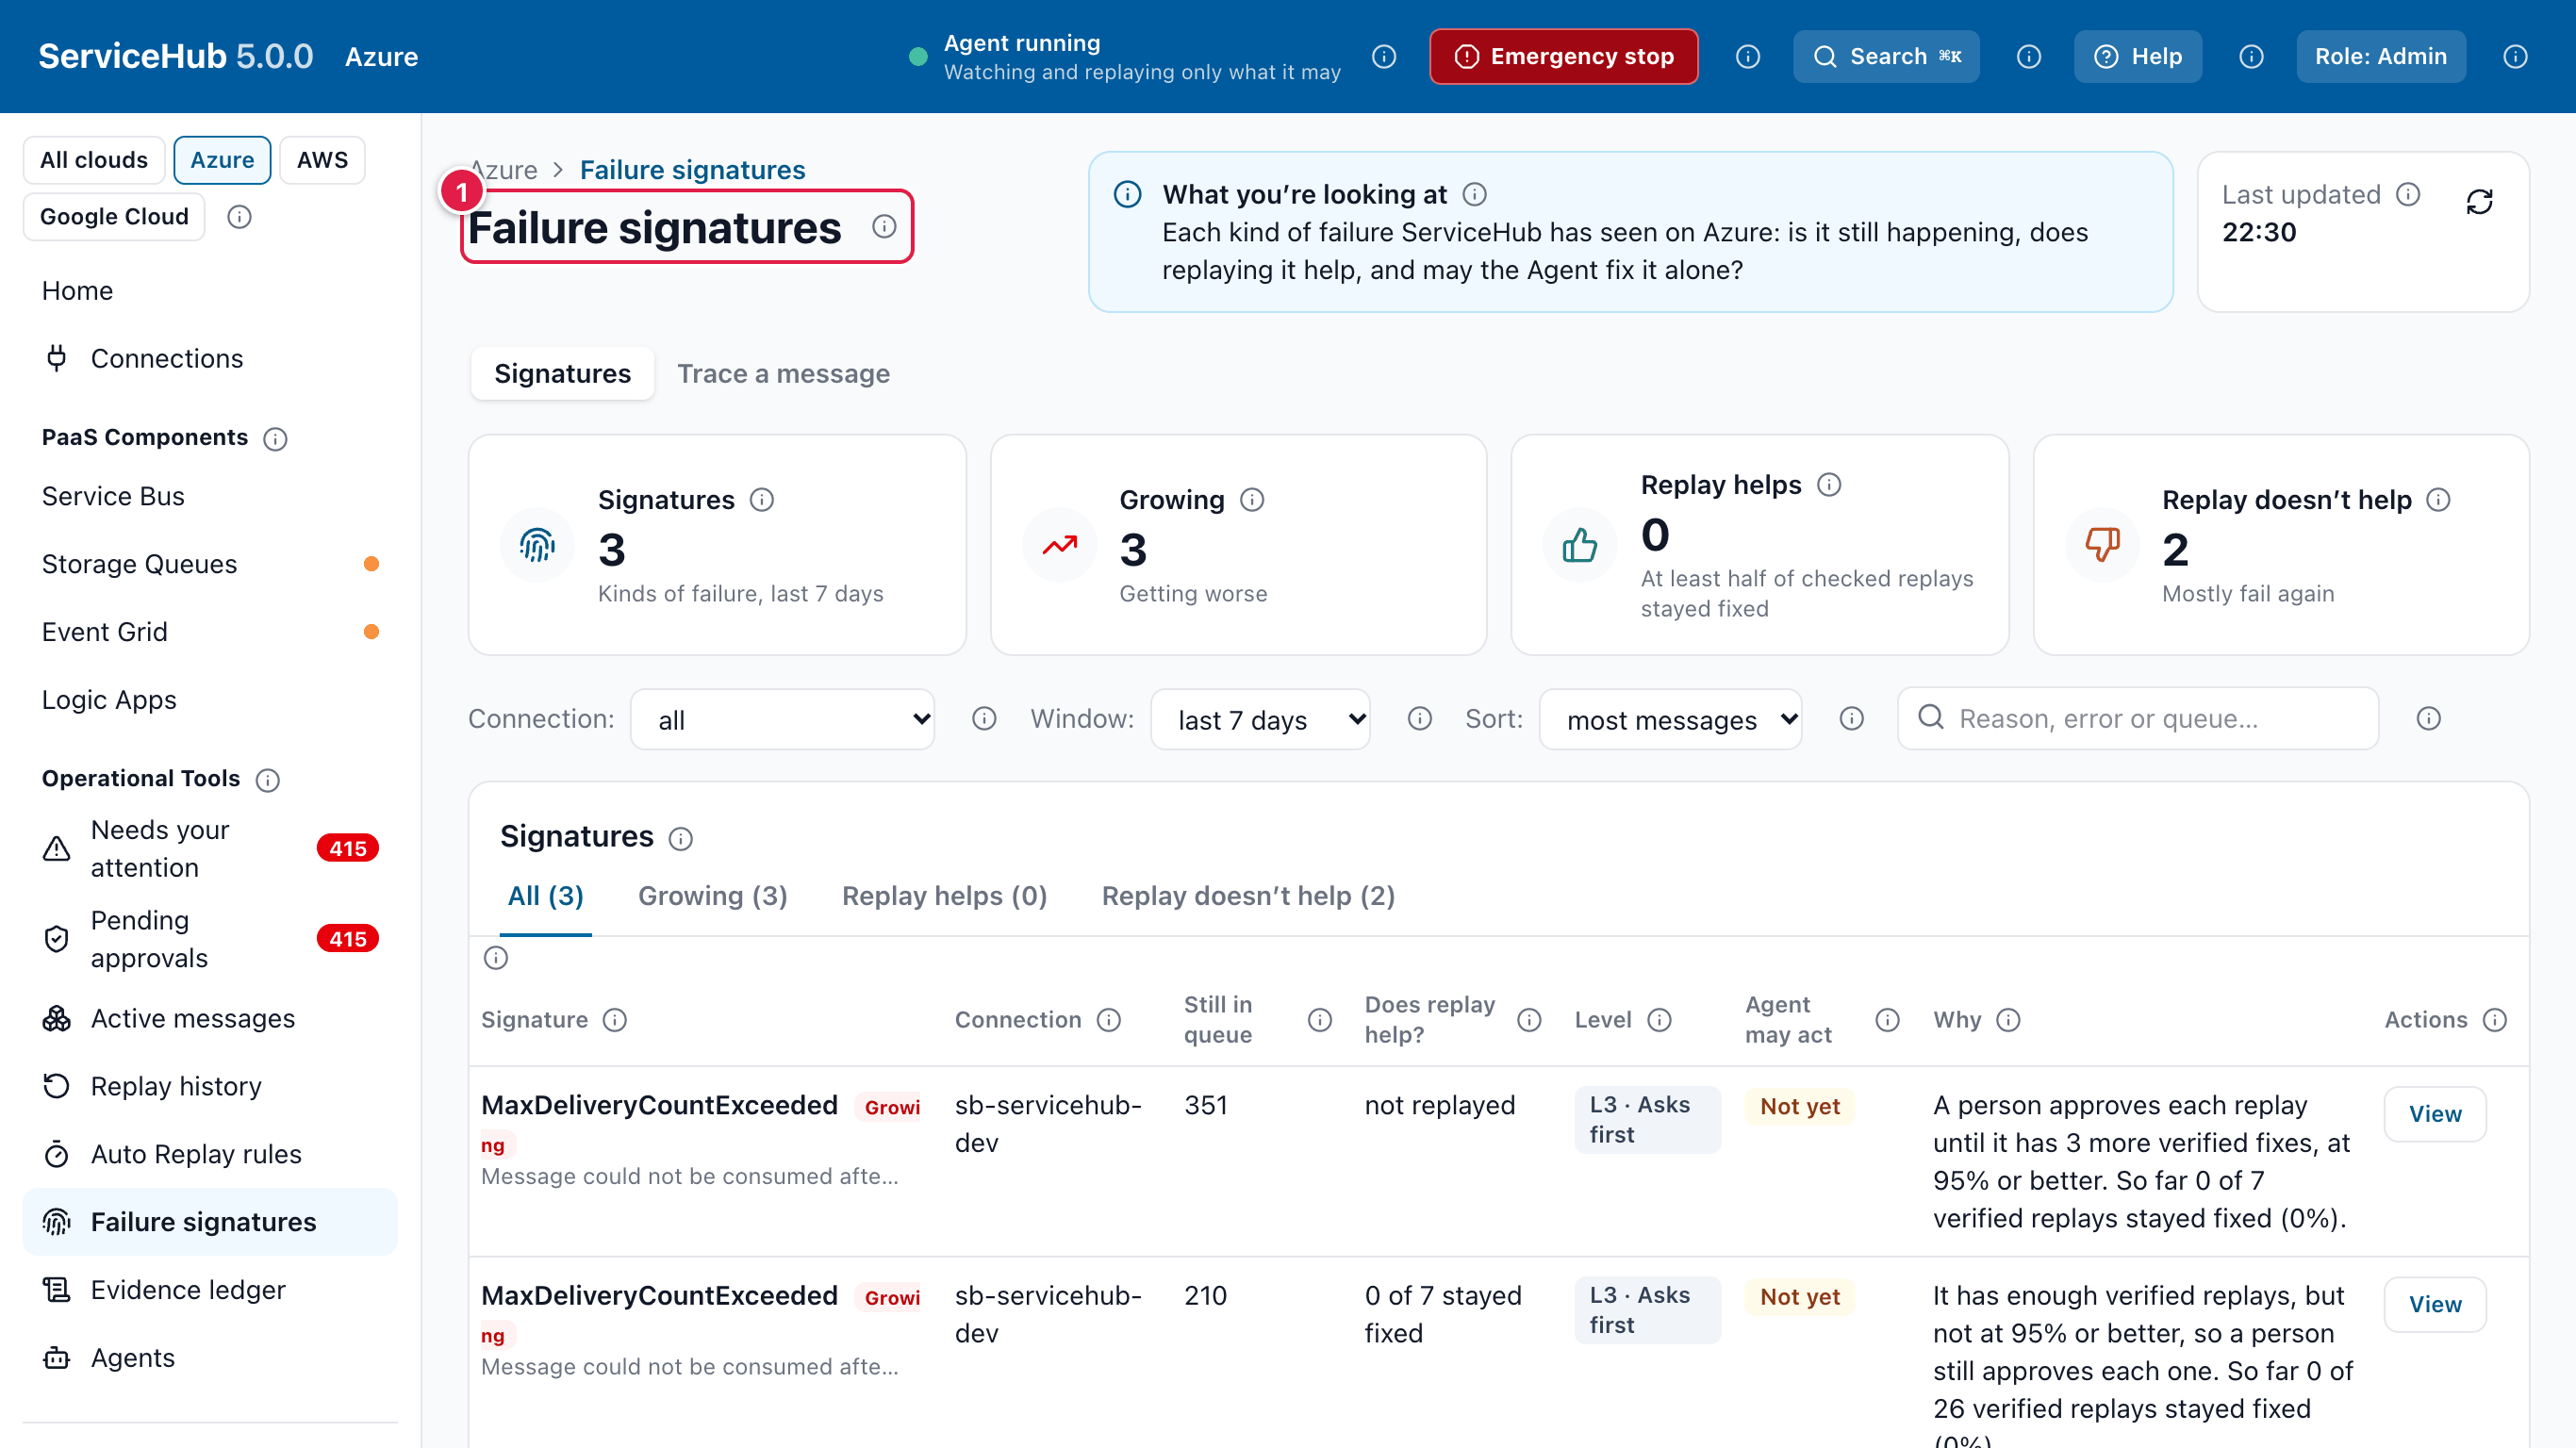 ServiceHub 5.0.0 Azure
Agent running
Watching and replaying only what it may
Emergency stop
Search ⌘K
Help
Role: Admin
All clouds
Azure
AWS
Google Cloud
Home
Connections
PaaS Components
Service Bus
Storage Queues
Event Grid
Logic Apps
Operational Tools
Needs your
attention
415
Pending
approvals
415
Active messages
Replay history
Auto Replay rules
Failure signatures
Evidence ledger
Agents
Azure > Failure signatures
1
Failure signatures
What you’re looking at
Each kind of failure ServiceHub has seen on Azure: is it still happening, does
replaying it help, and may the Agent fix it alone?
Last updated
22:30
Signatures
Trace a message
Signatures
3
Kinds of failure, last 7 days
Growing
3
Getting worse
Replay helps
0
At least half of checked replays
stayed fixed
Replay doesn’t help
2
Mostly fail again
Connection: all
Window: last 7 days
Sort: most messages
Reason, error or queue...
Signatures
All (3)
Growing (3)
Replay helps (0)
Replay doesn’t help (2)
Signature
Connection
Still in
queue
Does replay
help?
Level
Agent
may act
Why
Actions
MaxDeliveryCountExceeded Growi
ng
Message could not be consumed afte...
sb-servicehub-
dev
351
not replayed
L3 · Asks
first
Not yet
A person approves each replay
until it has 3 more verified fixes, at
95% or better. So far 0 of 7
verified replays stayed fixed (0%).
View
MaxDeliveryCountExceeded Growi
ng
Message could not be consumed afte...
sb-servicehub-
dev
210
0 of 7 stayed
fixed
L3 · Asks
first
Not yet
It has enough verified replays, but
not at 95% or better, so a person
still approves each one. So far 0 of
26 verified replays stayed fixed
(0%).
View